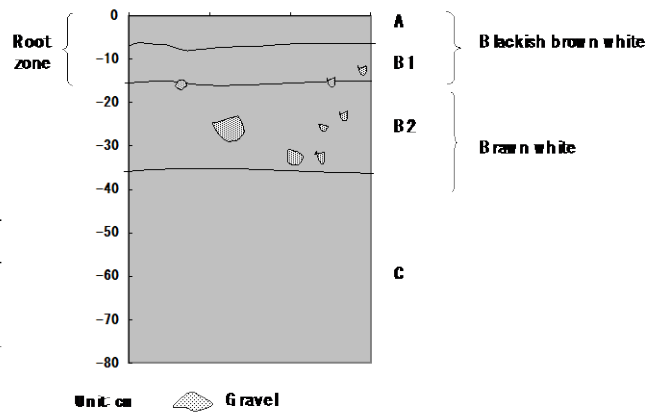 Root
zone
0
−10
−20
−30
−40
−50
−60
−70
−80
A
B1
B2
C
Blackish brown white
Brawn white
Unit: cm
Gravel